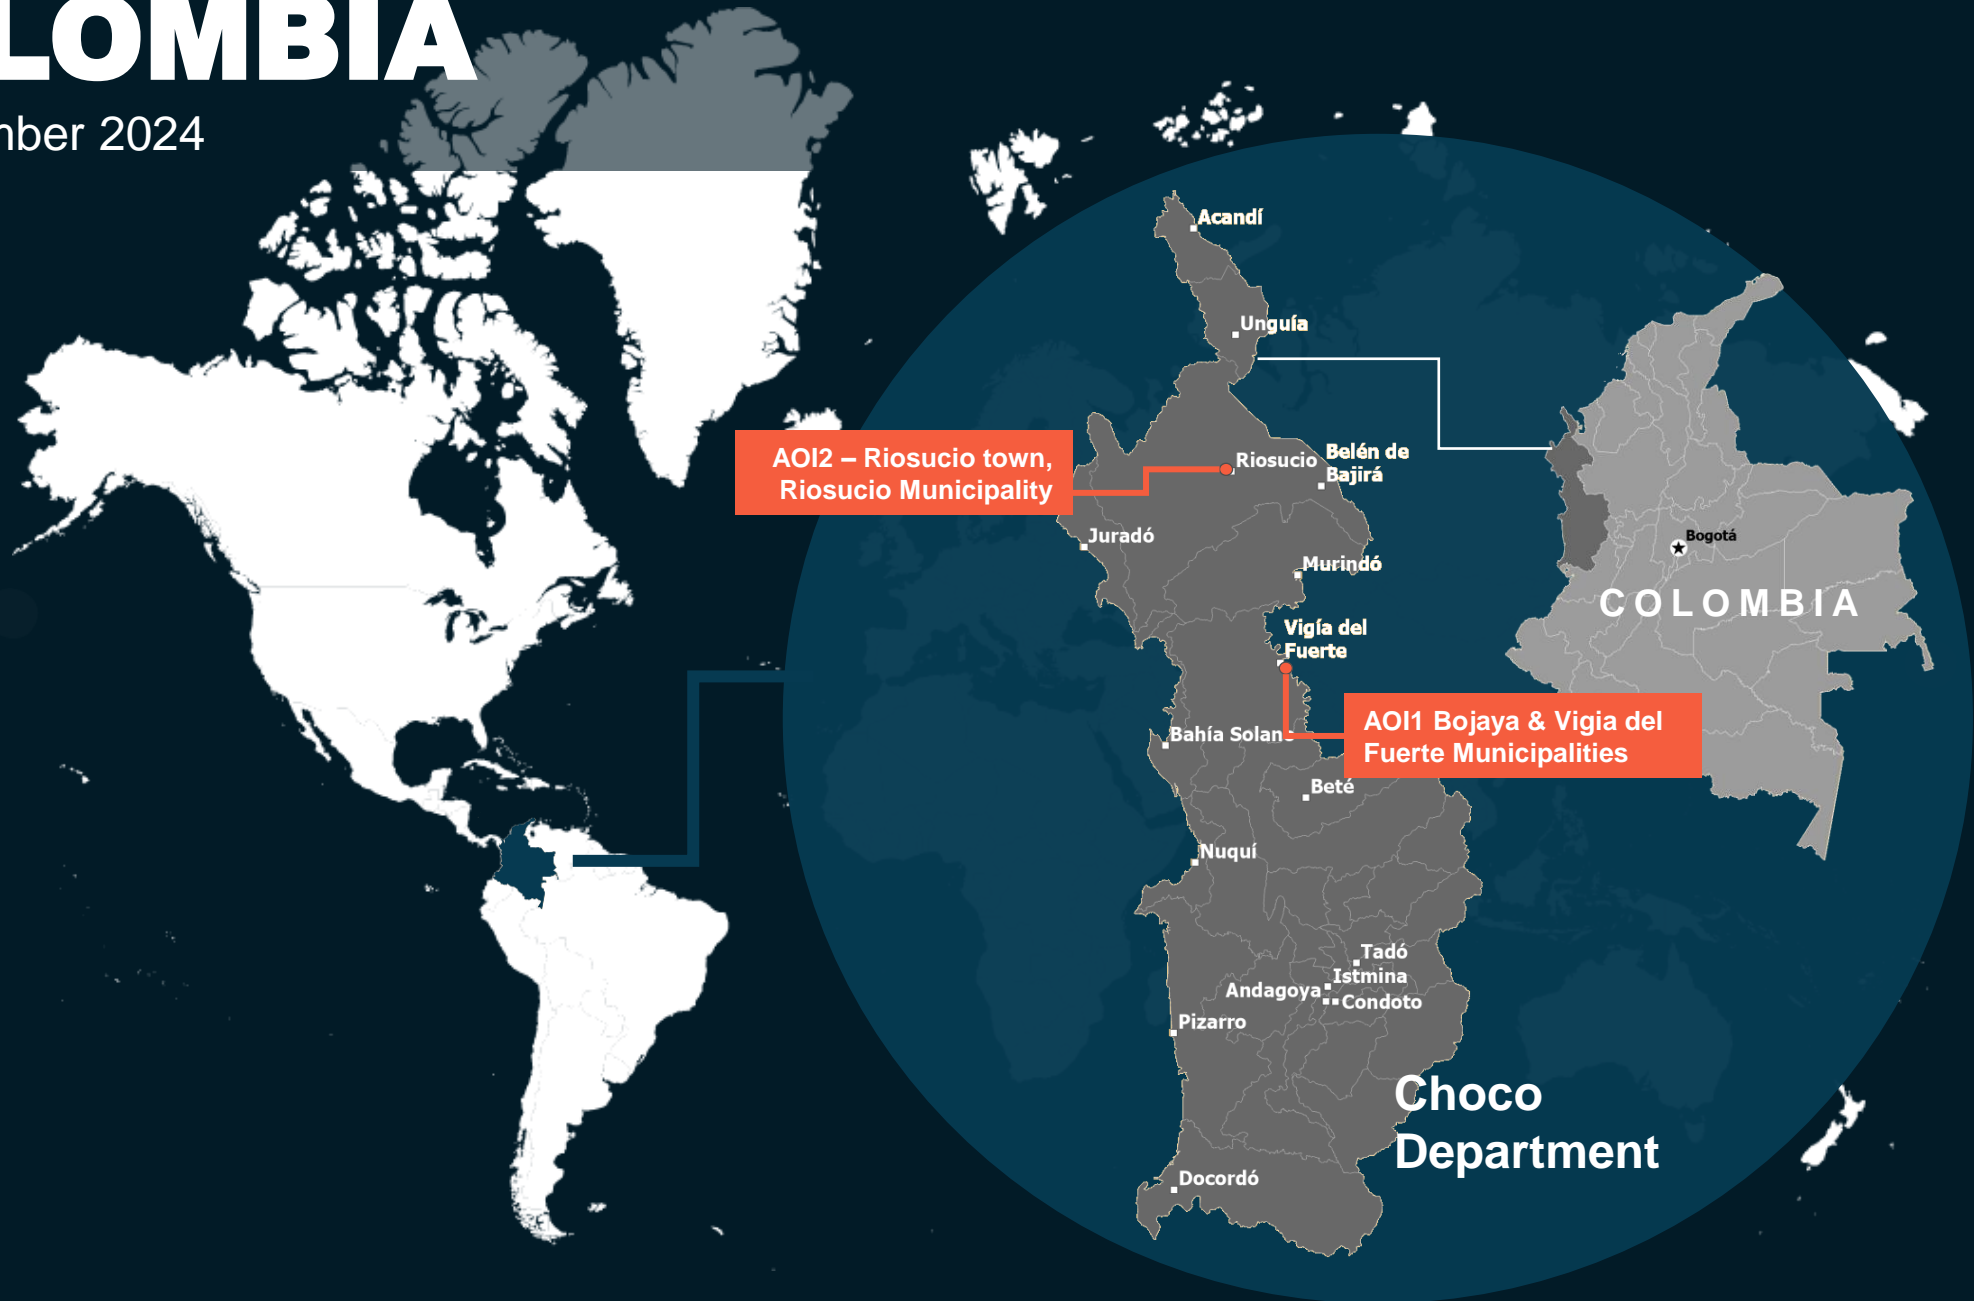 LOMBIA
mber 2024
Acandí
Unguía
AOI2 – Riosucio town,
Riosucio Municipality
Riosucio
Belén de
Bajirá
Juradó
Murindó
Bogotá
COLOMBIA
Vigía del
Fuerte
AOI1 Bojaya & Vigia del
Fuerte Municipalities
Bahía Solano
Beté
Nuquí
Tadó
Istmina
Andagoya
Condoto
Pizarro
Choco
Department
Docordó